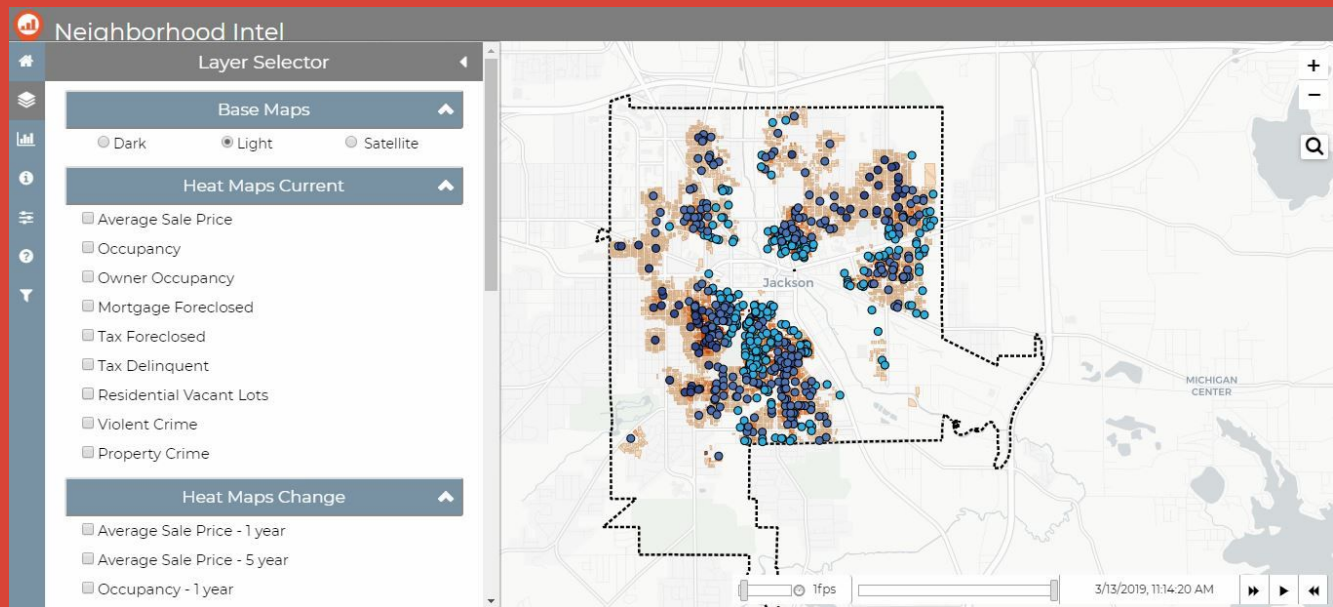 Neighborhood Intel
Layer Selector
Base Maps
Dark Light Satellite
Heat Maps Current
Average Sale Price
Occupancy
Owner Occupancy
Mortgage Foreclosed
Tax Foreclosed
Tax Delinquent
Residential Vacant Lots
Violent Crime
Property Crime
Heat Maps Change
Average Sale Price - 1 year
Average Sale Price - 5 year
Occupancy - 1 year
Jackson
MICHIGAN
CENTER
1fps
3/13/2019, 11:14:20 AM